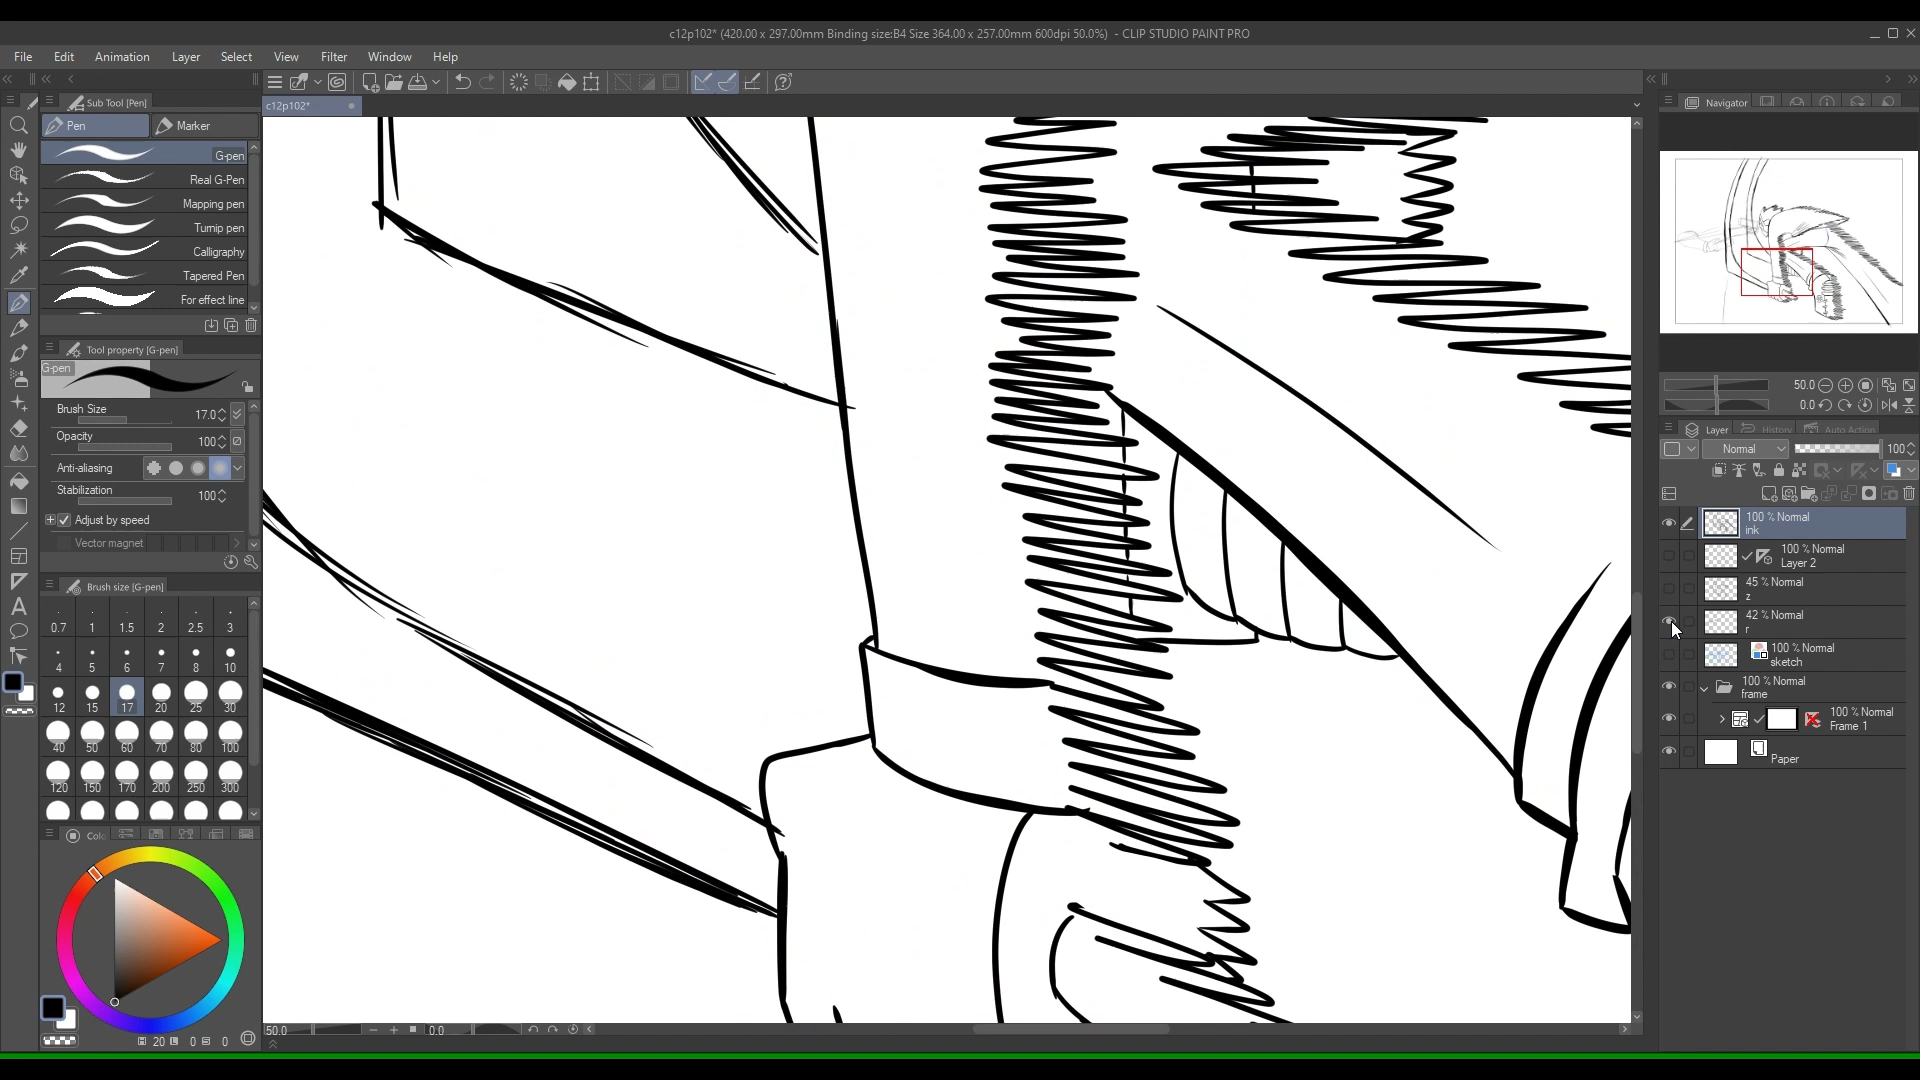 c12p102* (420.00 x 297.00mm Binding size:B4 Size 364.00 x 257.00mm 600dpi 50.0%) - CLIP STUDIO PAINT PRO
File Edit Animation Layer Select View Filter Window Help
Sub Tool [Pen]
c12p102*
Navigator
Pen Marker
G-pen
Real G-Pen
Mapping pen
Turnip pen
Calligraphy
Tapered Pen
For effect line
Tool property [G-pen]
G-pen
Brush Size 17.0
Opacity 100
Anti-aliasing
Stabilization 100
Adjust by speed
Vector magnet
Brush size [G-pen]
0.7 1 1.5 2 2.5 3
4 5 6 7 8 10
12 15 17 20 25 30
40 50 60 70 80 100
120 150 170 200 250 300
Colo
H 20 L 0 S 0
50.0 0.0
50.0
0.0
Layer History Auto Action
Normal 100
100 % Normal
ink
100 % Normal
Layer 2
45 % Normal
z
42 % Normal
r
100 % Normal
sketch
100 % Normal
frame
100 % Normal
Frame 1
Paper